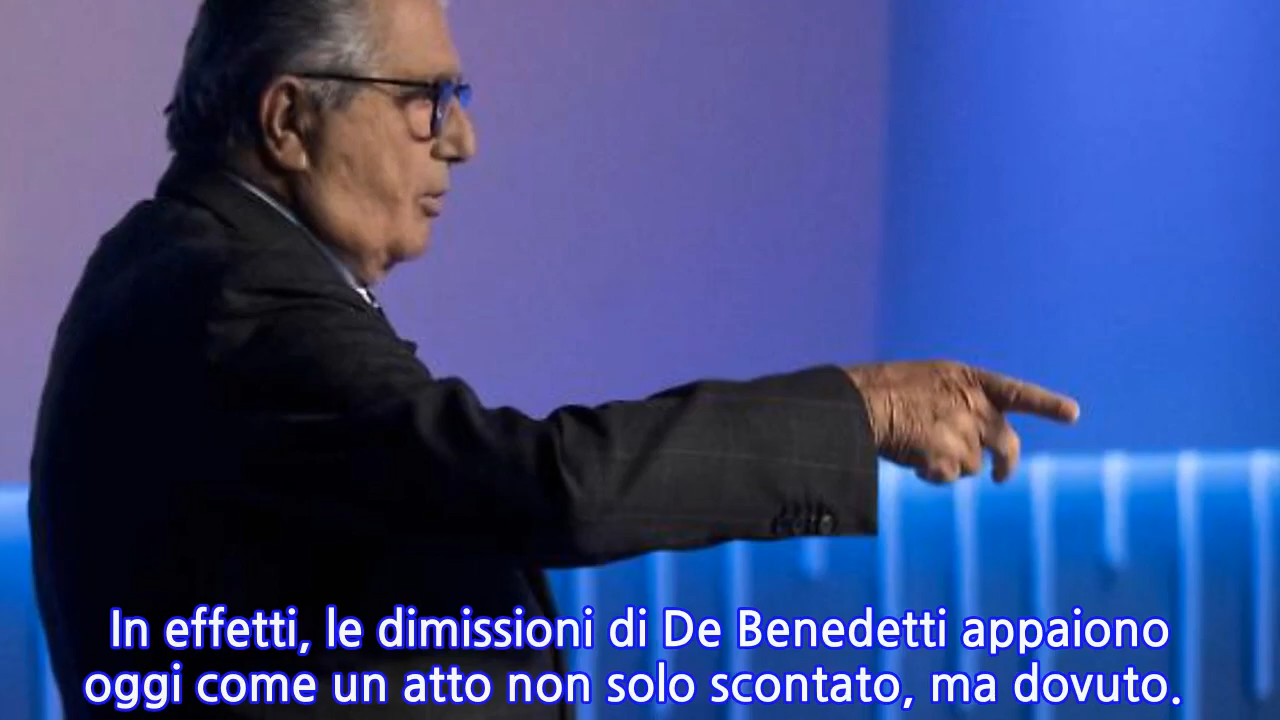 In effetti, le dimissioni di De Benedetti appaiono
oggi come un atto non solo scontato, ma dovuto.